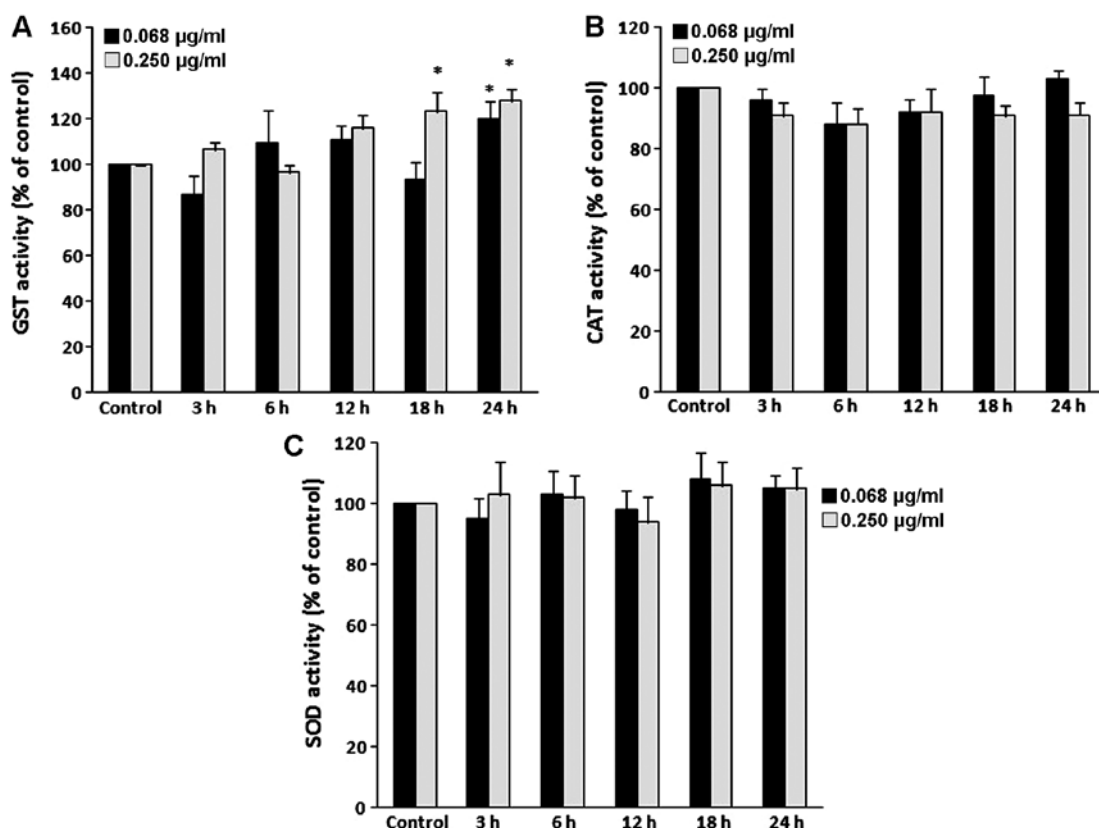 A
0.068 µg/ml
0.250 µg/ml
GST activity (% of control)
160
140
120
100
80
60
40
20
0
* * *
Control 3 h 6 h 12 h 18 h 24 h
B
0.068 µg/ml
0.250 µg/ml
CAT activity (% of control)
120
100
80
60
40
20
0
Control 3 h 6 h 12 h 18 h 24 h
C
0.068 µg/ml
0.250 µg/ml
SOD activity (% of control)
120
100
80
60
40
20
0
Control 3 h 6 h 12 h 18 h 24 h